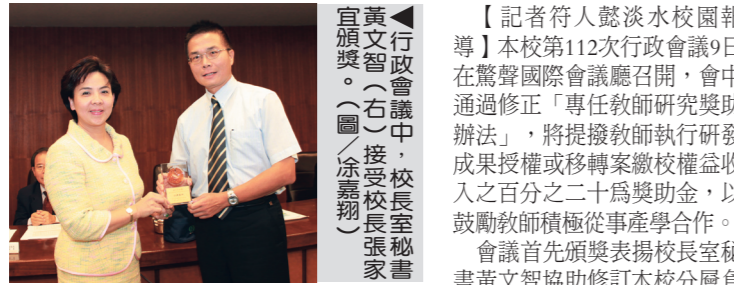 ◀行政會議中，校長室秘書
黃文智（右）接受校長張家
宜頒獎。（圖／涂嘉翔）
【記者符人懿淡水校園報
導】本校第112次行政會議9日
在驚聲國際會議廳召開，會中
通過修正「專任教師研究獎助
辦法」，將提撥教師執行研發
成果授權或移轉案繳校權益收
入之百分之二十為獎助金，以
鼓勵教師積極從事產學合作。
會議首先頒獎表揚校長室秘
書黃文智協助修訂本校分層負